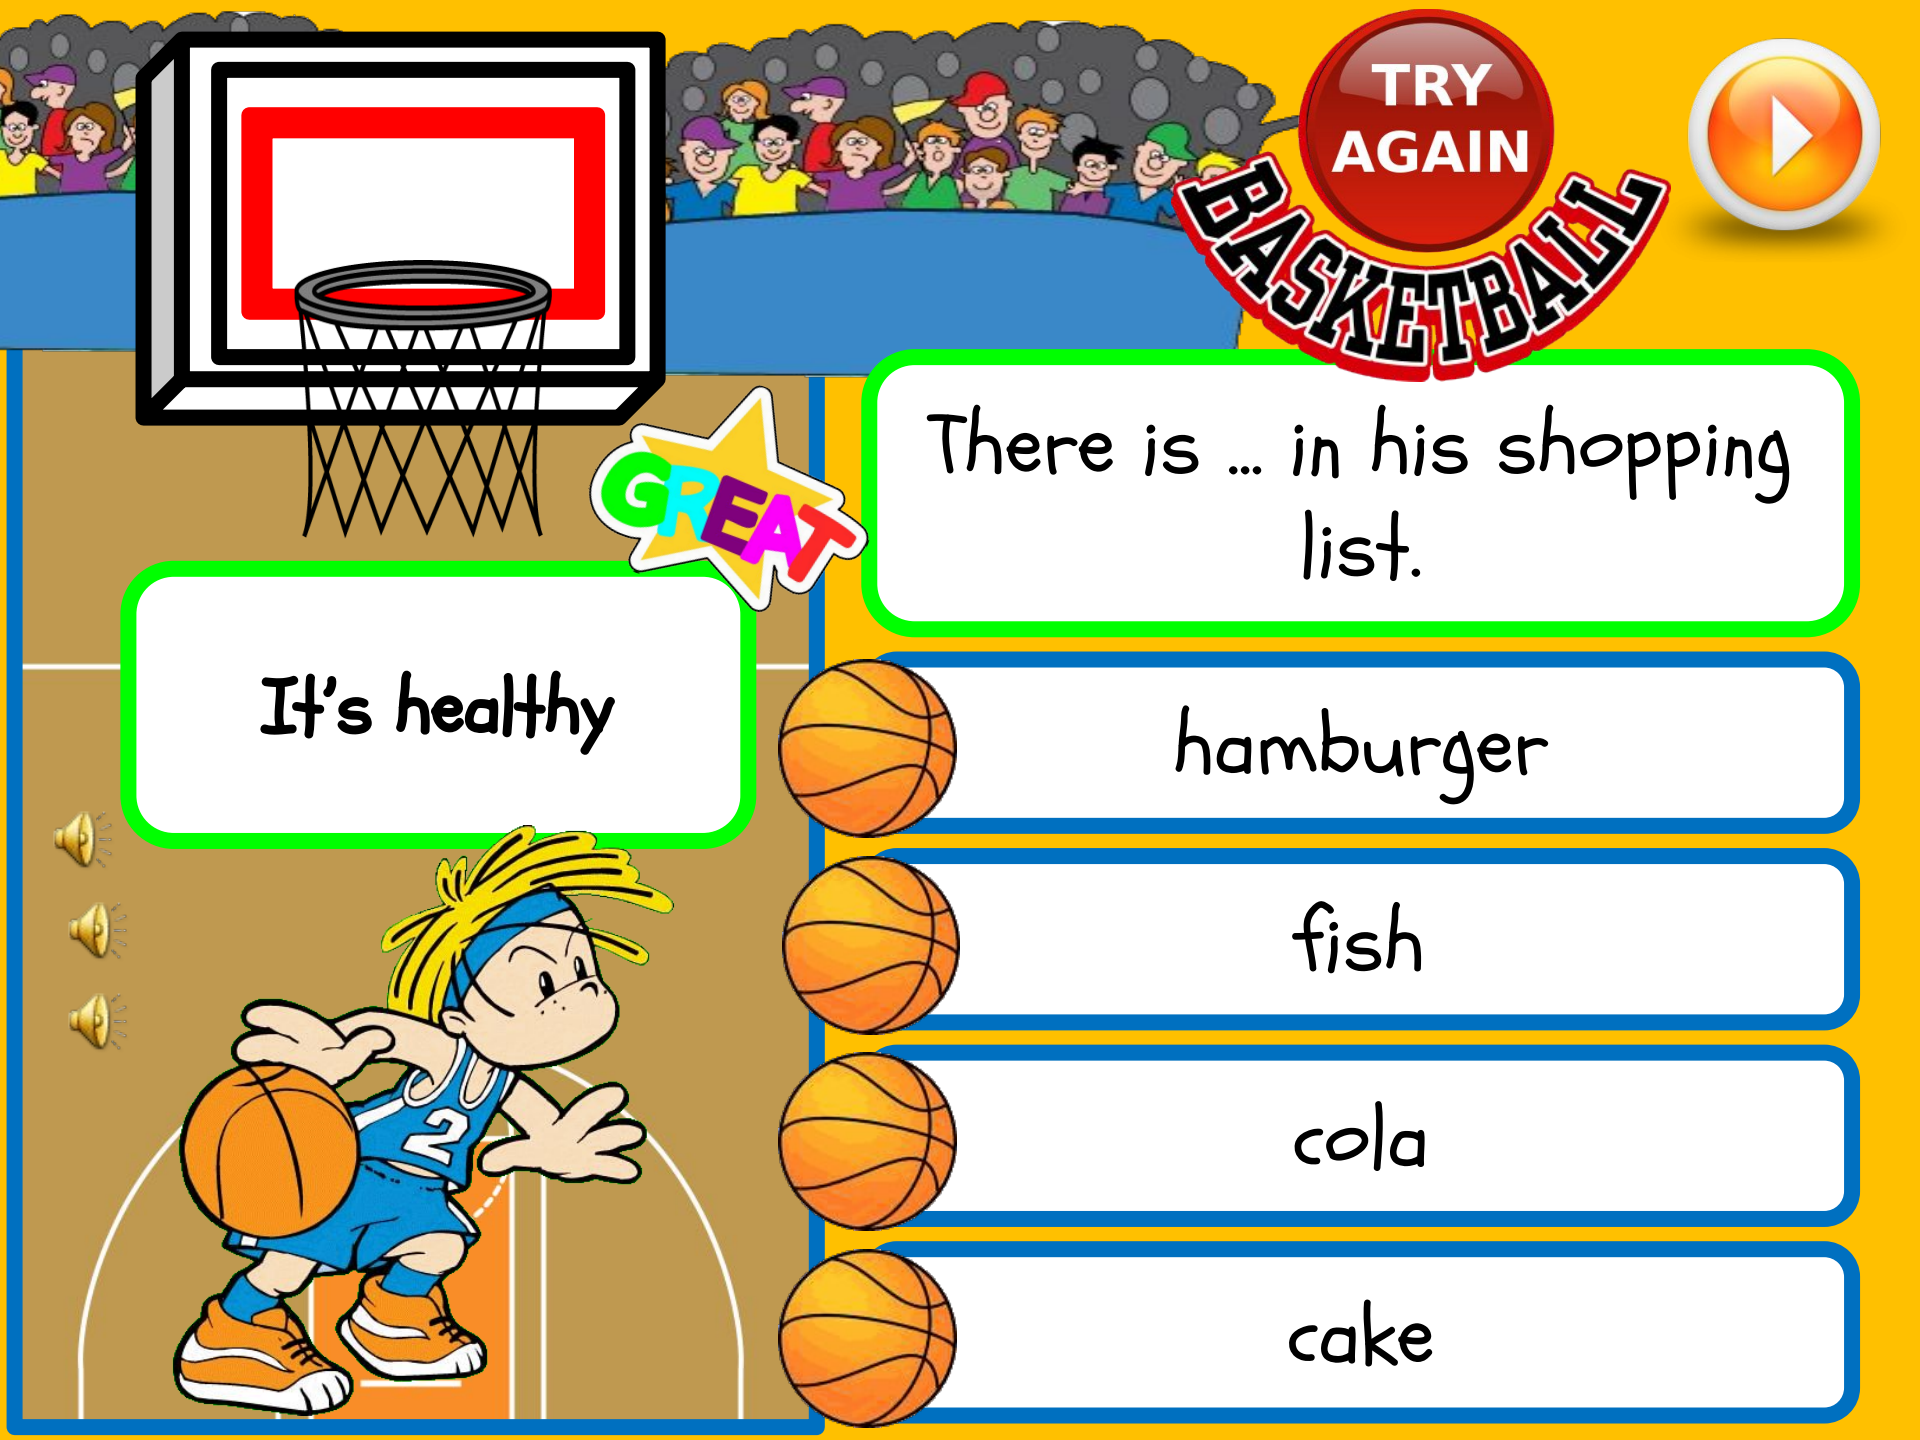 TRY
AGAIN
BASKETBALL
There is ... in his shopping
list.
GREAT
It's healthy
hamburger
fish
2
cola
cake